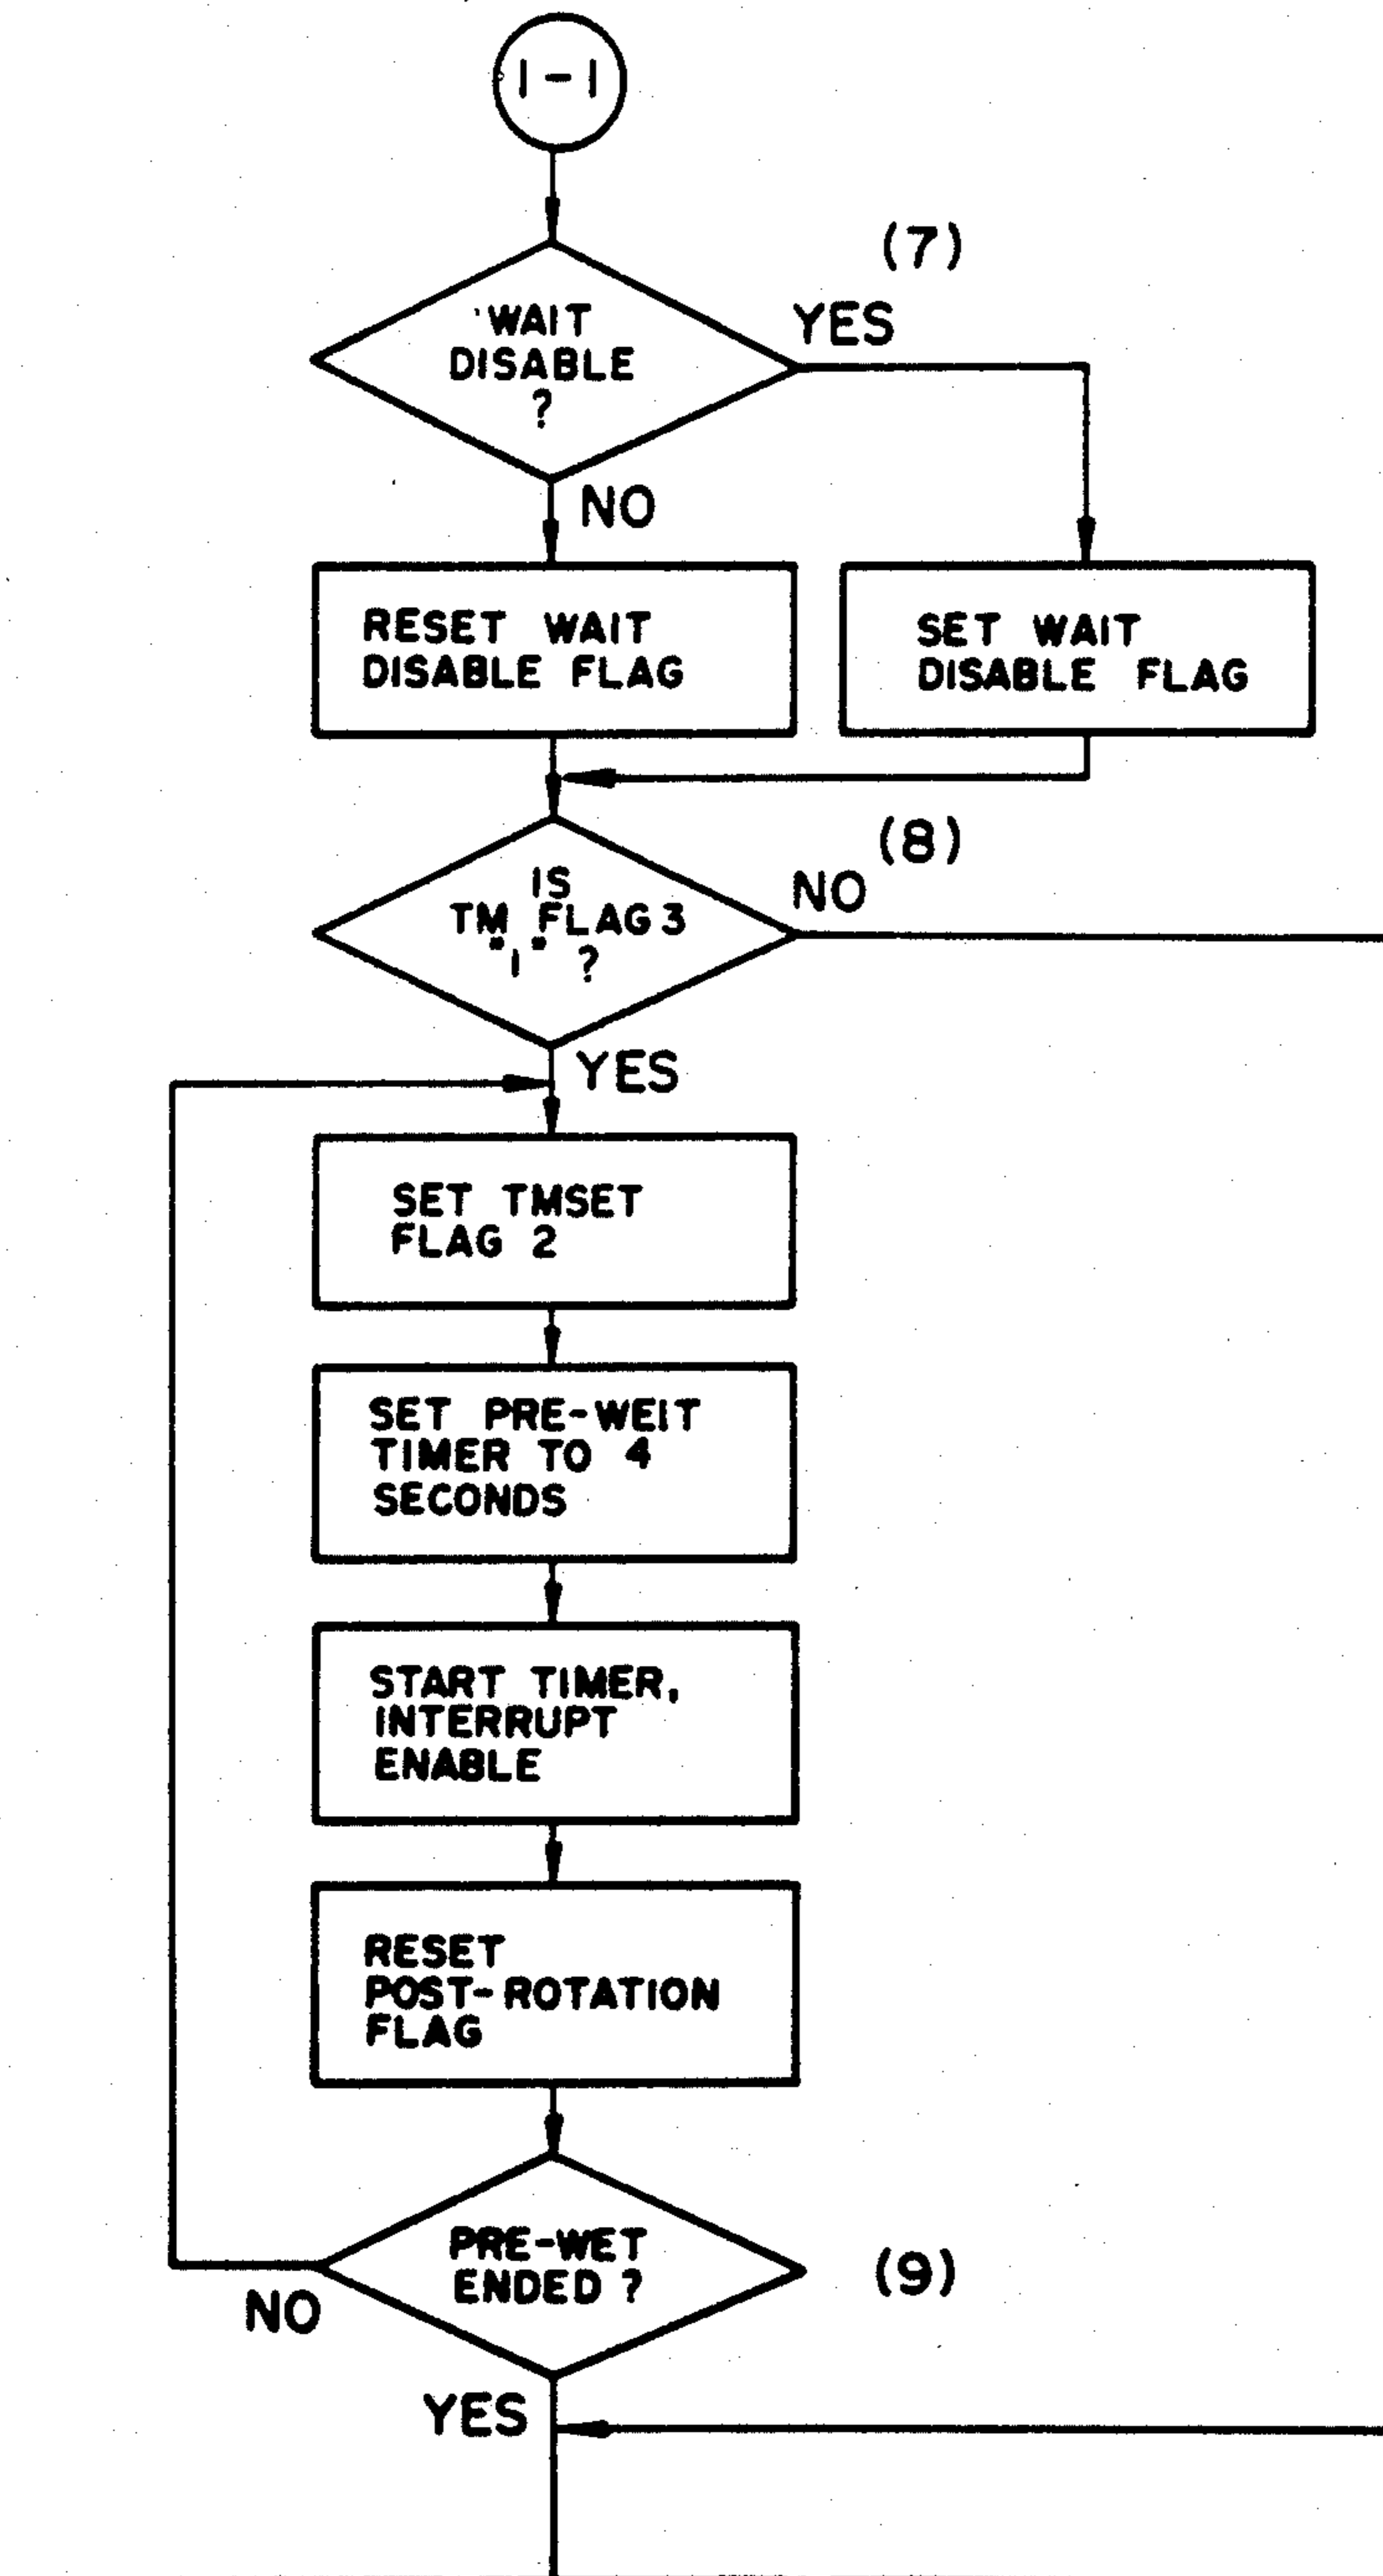 1-1
(7)
WAIT
DISABLE
?
YES
NO
RESET WAIT
DISABLE FLAG
SET WAIT
DISABLE FLAG
(8)
IS
TM FLAG 3
"1" ?
NO
YES
SET TMSET
FLAG 2
SET PRE-WEIT
TIMER TO 4
SECONDS
START TIMER,
INTERRUPT
ENABLE
RESET
POST-ROTATION
FLAG
PRE-WET
ENDED ?
(9)
NO
YES